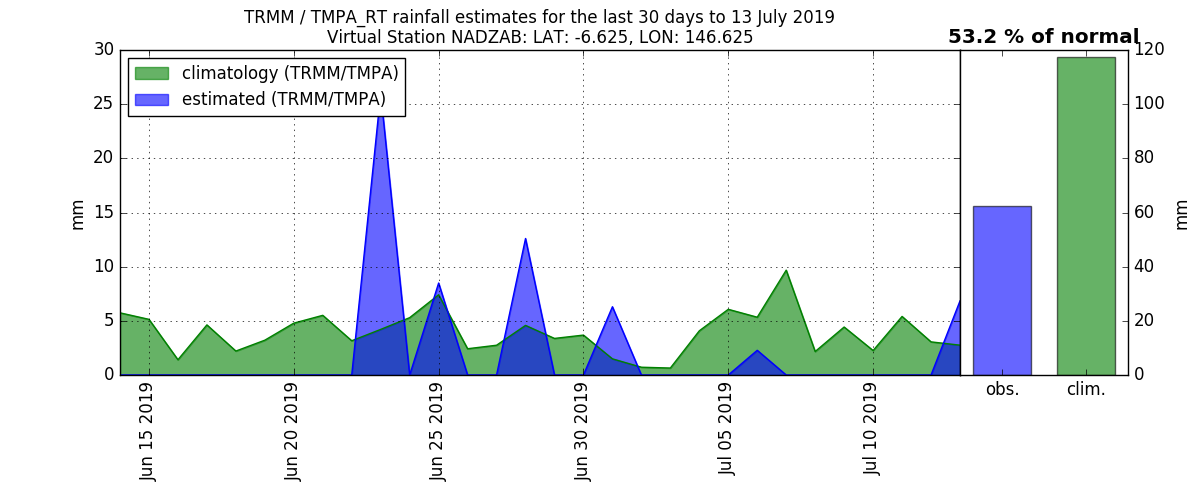 TRMM / TMPA_RT rainfall estimates for the last 30 days to 13 July 2019
Virtual Station NADZAB: LAT: -6.625, LON: 146.625
53.2 % of normal
climatology (TRMM/TMPA)
estimated (TRMM/TMPA)
30
25
20
15
10
5
0
mm
Jun 15 2019
Jun 20 2019
Jun 25 2019
Jun 30 2019
Jul 05 2019
Jul 10 2019
obs.
clim.
120
100
80
60
40
20
0
mm